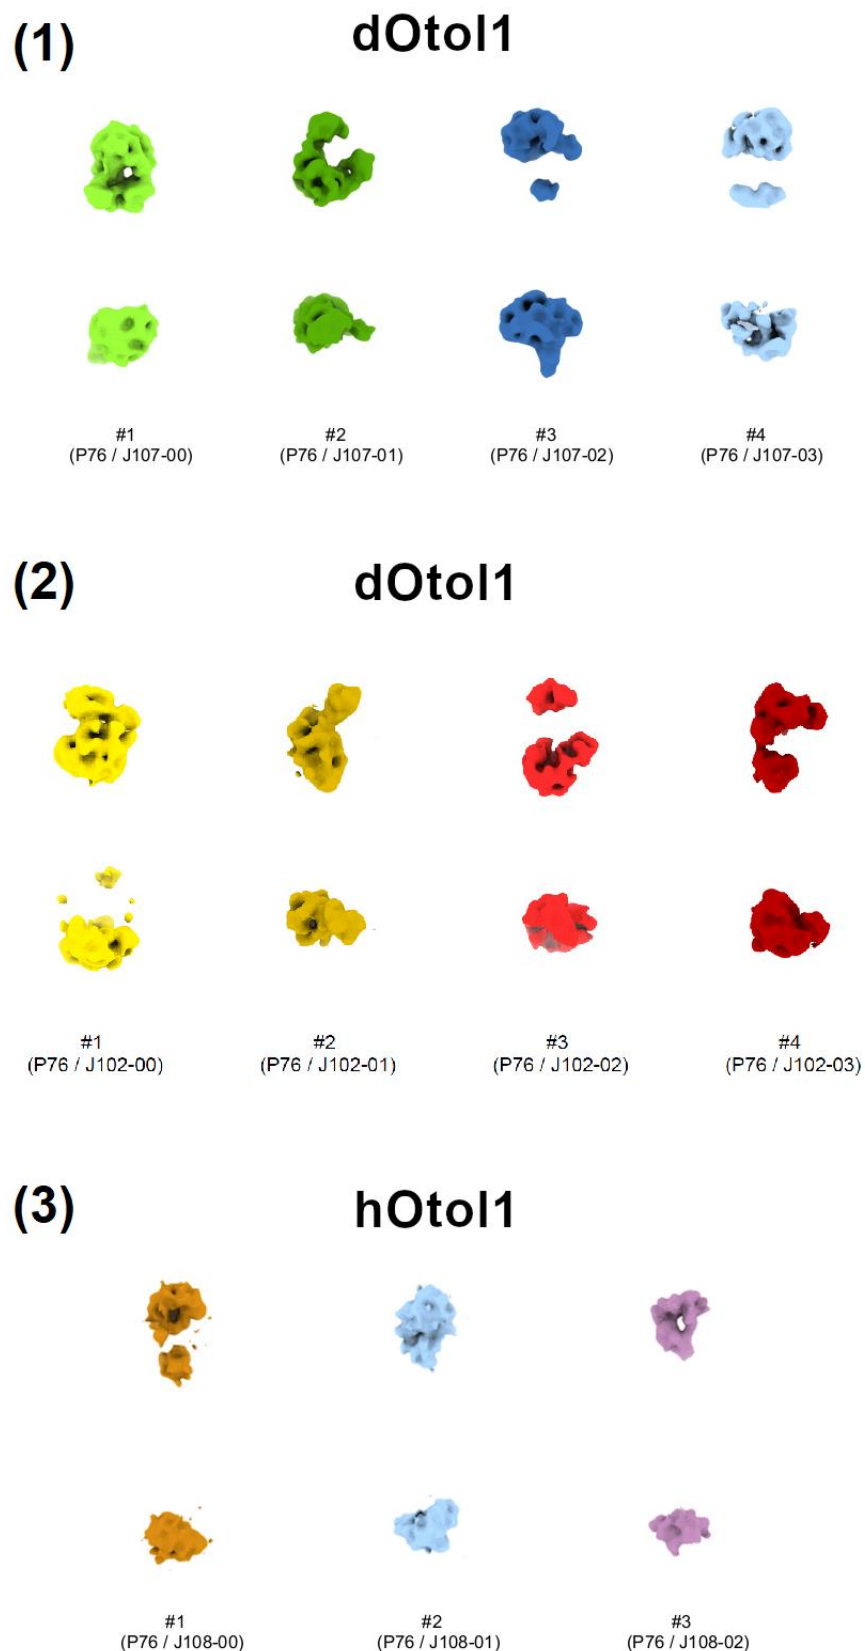 (1) dOtol1
#1 #2 #3 #4
(P76 / J107-00) (P76 / J107-01) (P76 / J107-02) (P76 / J107-03)
(2) dOtol1
#1 #2 #3 #4
(P76 / J102-00) (P76 / J102-01) (P76 / J102-02) (P76 / J102-03)
(3) hOtol1
#1 #2 #3
(P76 / J108-00) (P76 / J108-01) (P76 / J108-02)